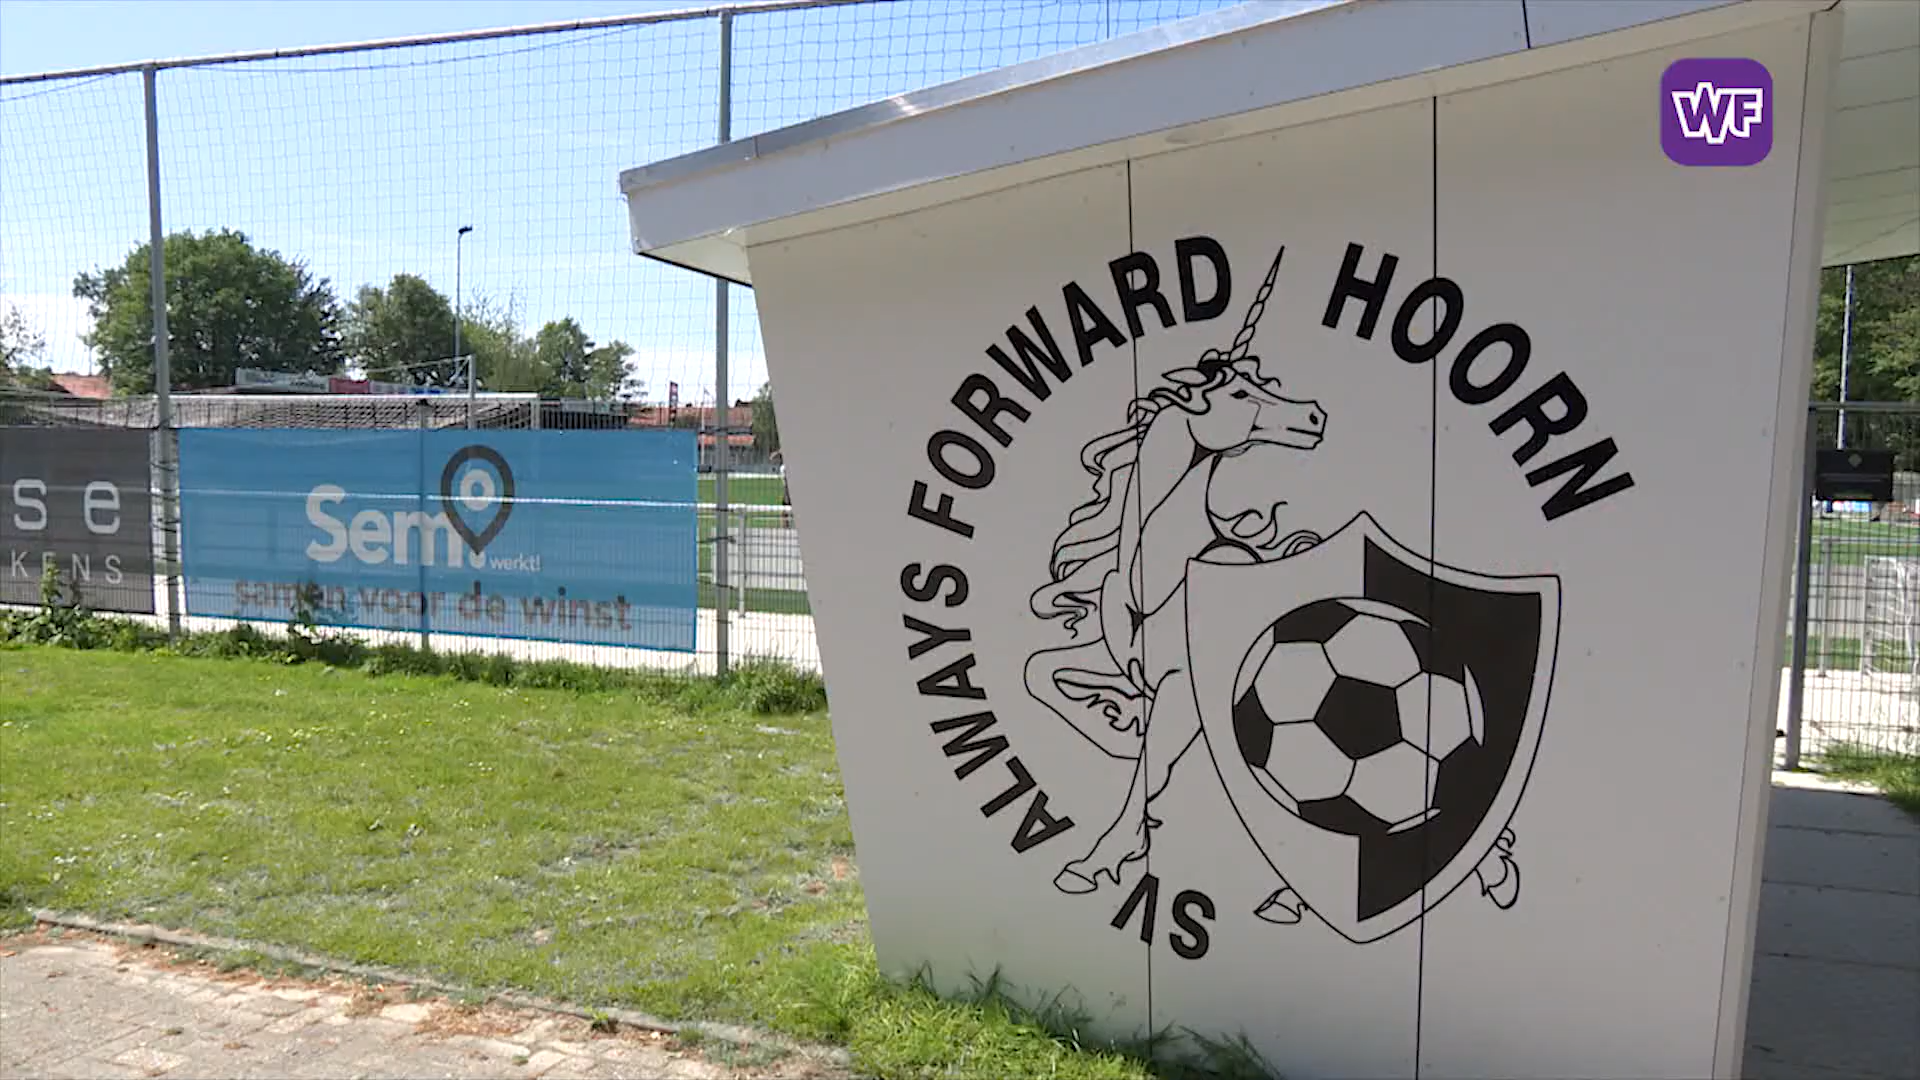 WF
SV ALWAYS FORWARD HOORN
se
KENS
Sem
werkt!
samen voor de winst